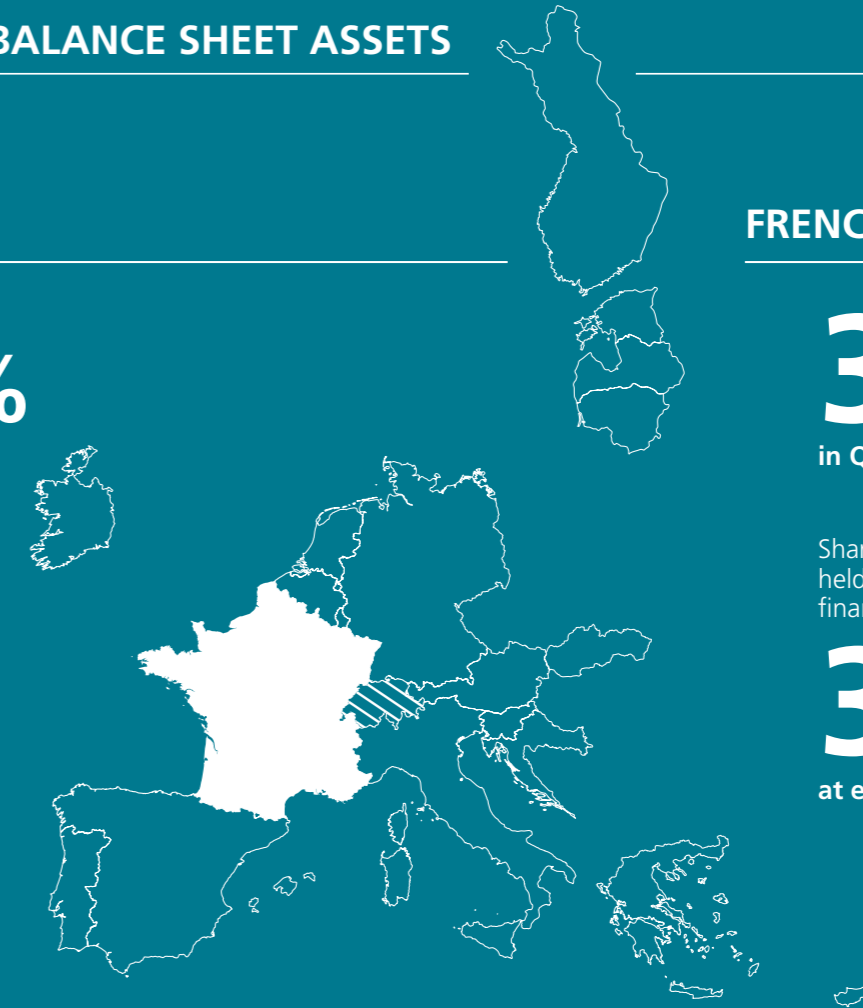 BALANCE SHEET ASSETS
%
FRENC
3
in Q
Shar
held
finar
3
at e